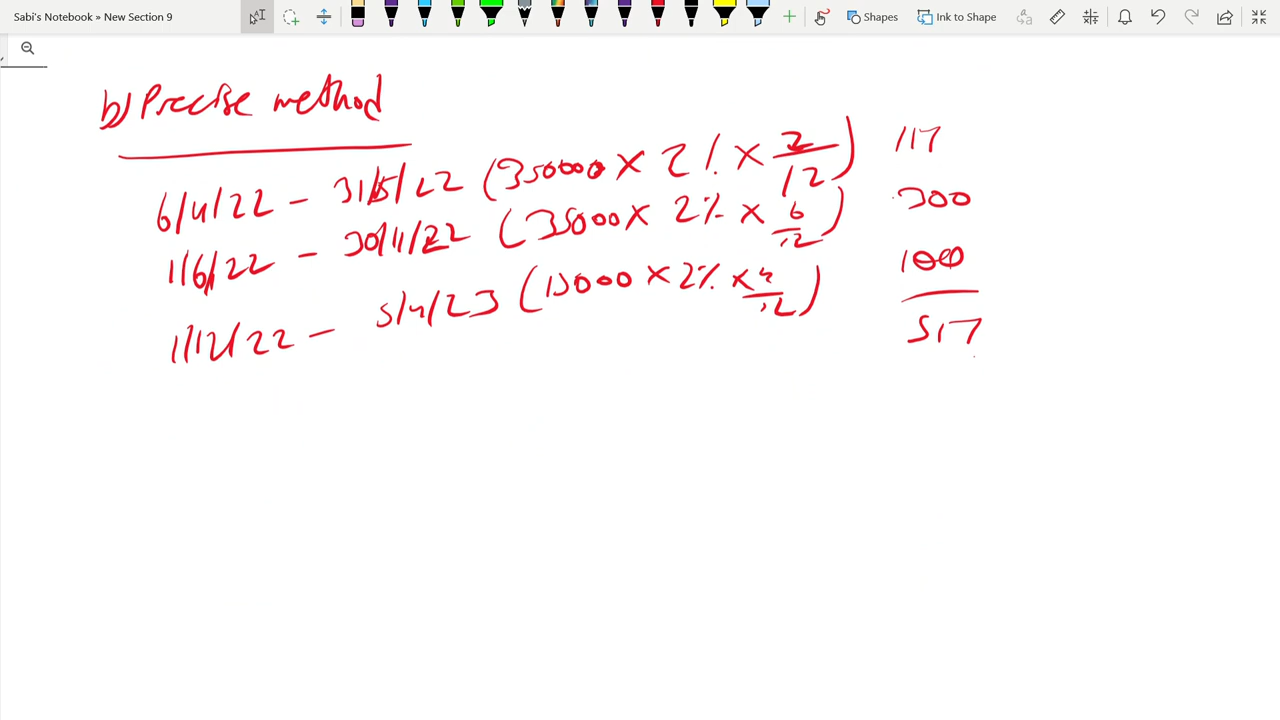 Sabi's Notebook » New Section 9
Shapes
Ink to Shape
b) Precise method
6/4/22 - 31/5/22 (35000 × 2% × 2/12) 117
1/6/22 - 30/11/22 (35000 × 2% × 6/12) 300
1/12/22 - 5/4/23 (15000 × 2% × 4/12) 100
517